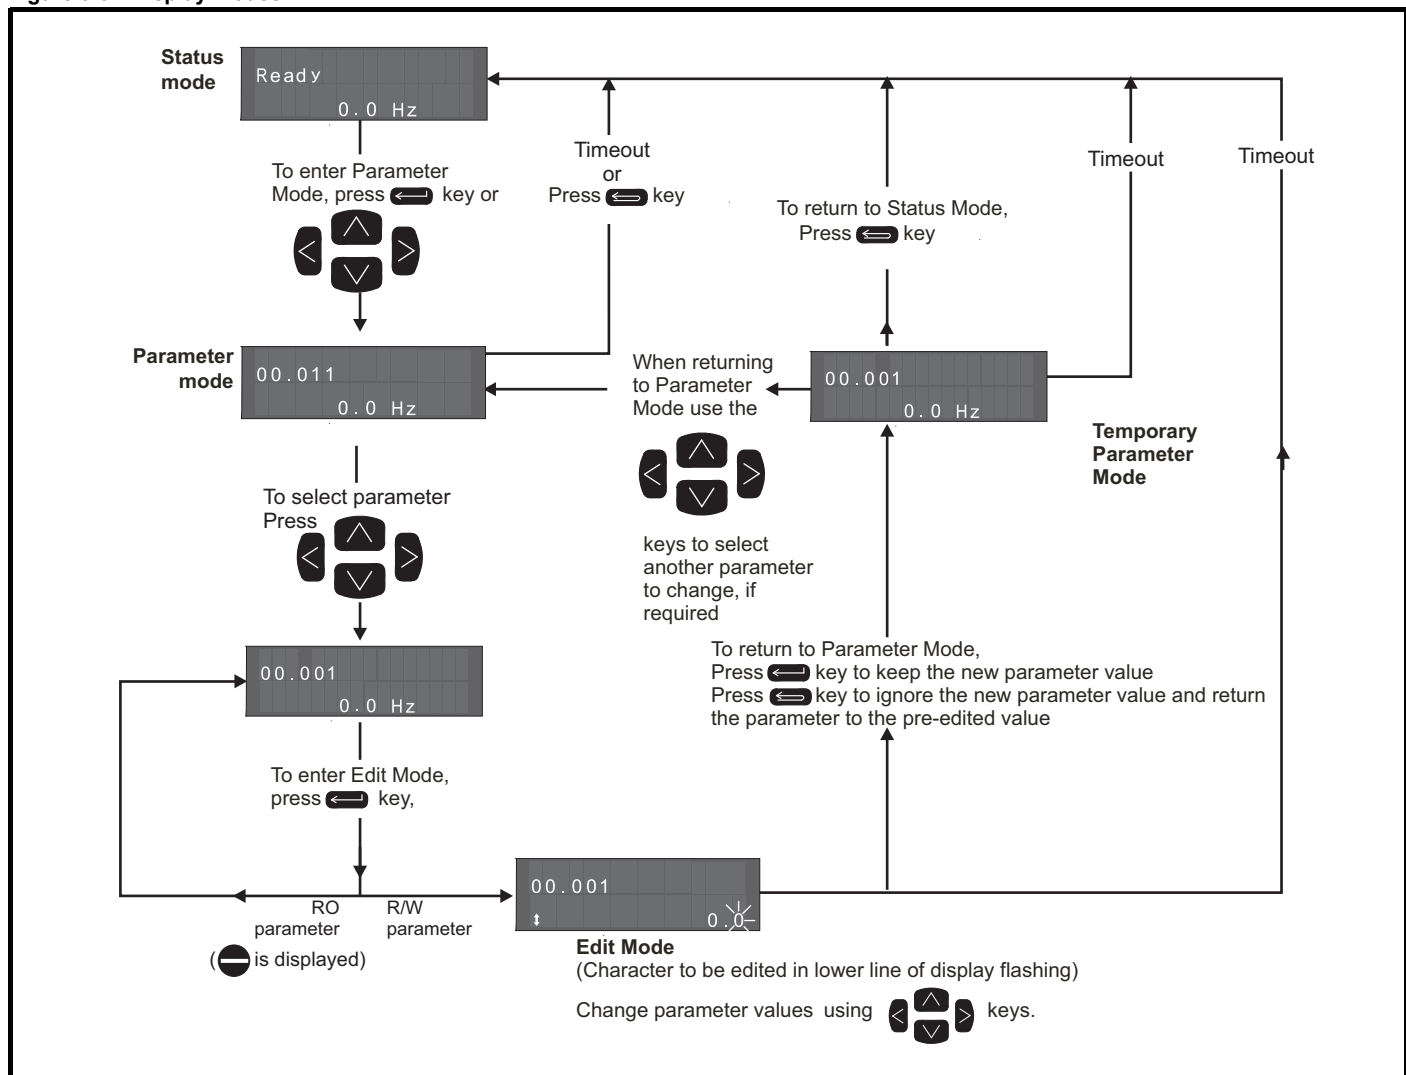 Status
mode
Ready
0.0 Hz
To enter Parameter
Mode, press key or
Timeout
or
Press key
To return to Status Mode,
Press key
Timeout
Timeout
Parameter
mode
00.011
0.0 Hz
When returning
to Parameter
Mode use the
keys to select
another parameter
to change, if
required
00.001
0.0 Hz
Temporary
Parameter
Mode
To select parameter
Press
00.001
0.0 Hz
To return to Parameter Mode,
Press key to keep the new parameter value
Press key to ignore the new parameter value and return
the parameter to the pre-edited value
To enter Edit Mode,
press key,
RO
parameter
( is displayed)
R/W
parameter
00.001
0.0
Edit Mode
(Character to be edited in lower line of display flashing)
Change parameter values using keys.